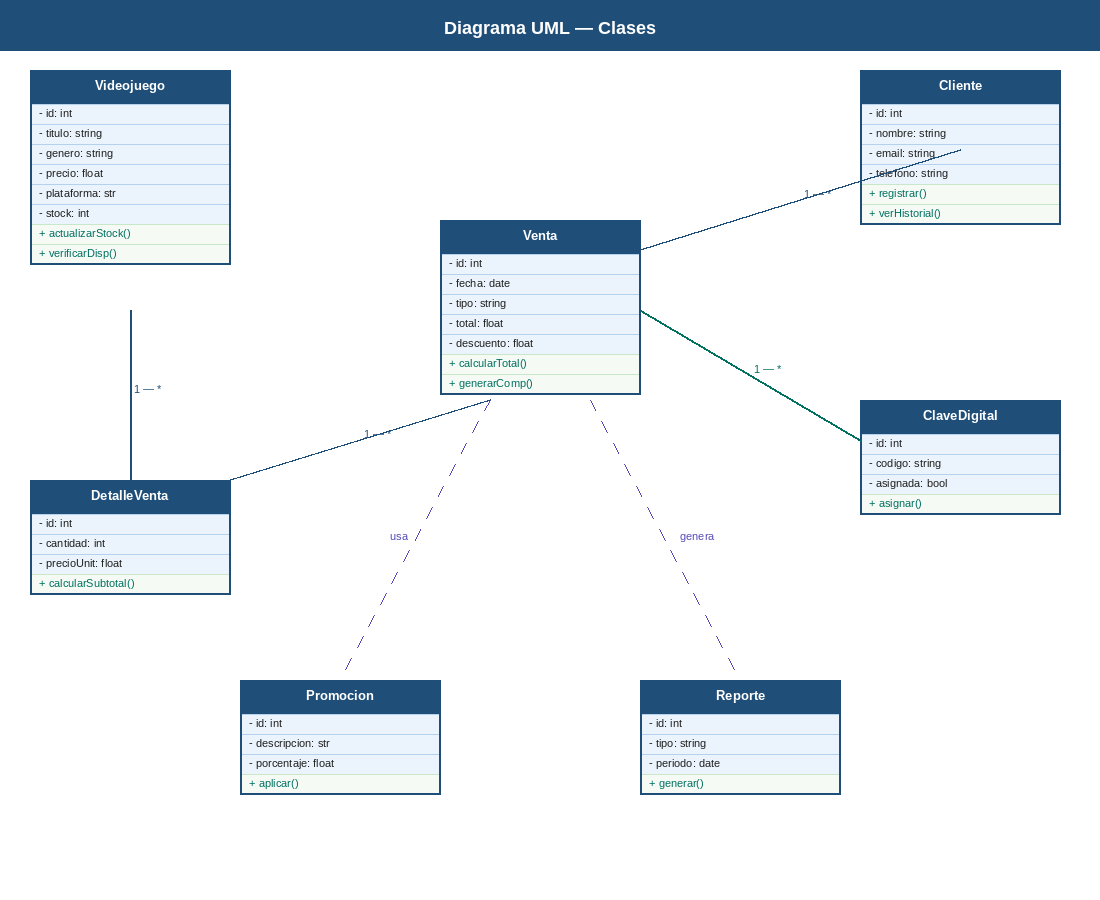 Diagrama UML — Clases
Videojuego
- id: int
- titulo: string
- genero: string
- precio: float
- plataforma: str
- stock: int
+ actualizarStock()
+ verificarDisp()
Cliente
- id: int
- nombre: string
- email: string
- telefono: string
+ registrar()
+ verHistorial()
1 — *
Venta
- id: int
- fecha: date
- tipo: string
- total: float
- descuento: float
+ calcularTotal()
+ generarComp()
1 — *
1 — *
1 — *
ClaveDigital
- id: int
- codigo: string
- asignada: bool
+ asignar()
DetalleVenta
- id: int
- cantidad: int
- precioUnit: float
+ calcularSubtotal()
usa
genera
Promocion
- id: int
- descripcion: str
- porcentaje: float
+ aplicar()
Reporte
- id: int
- tipo: string
- periodo: date
+ generar()